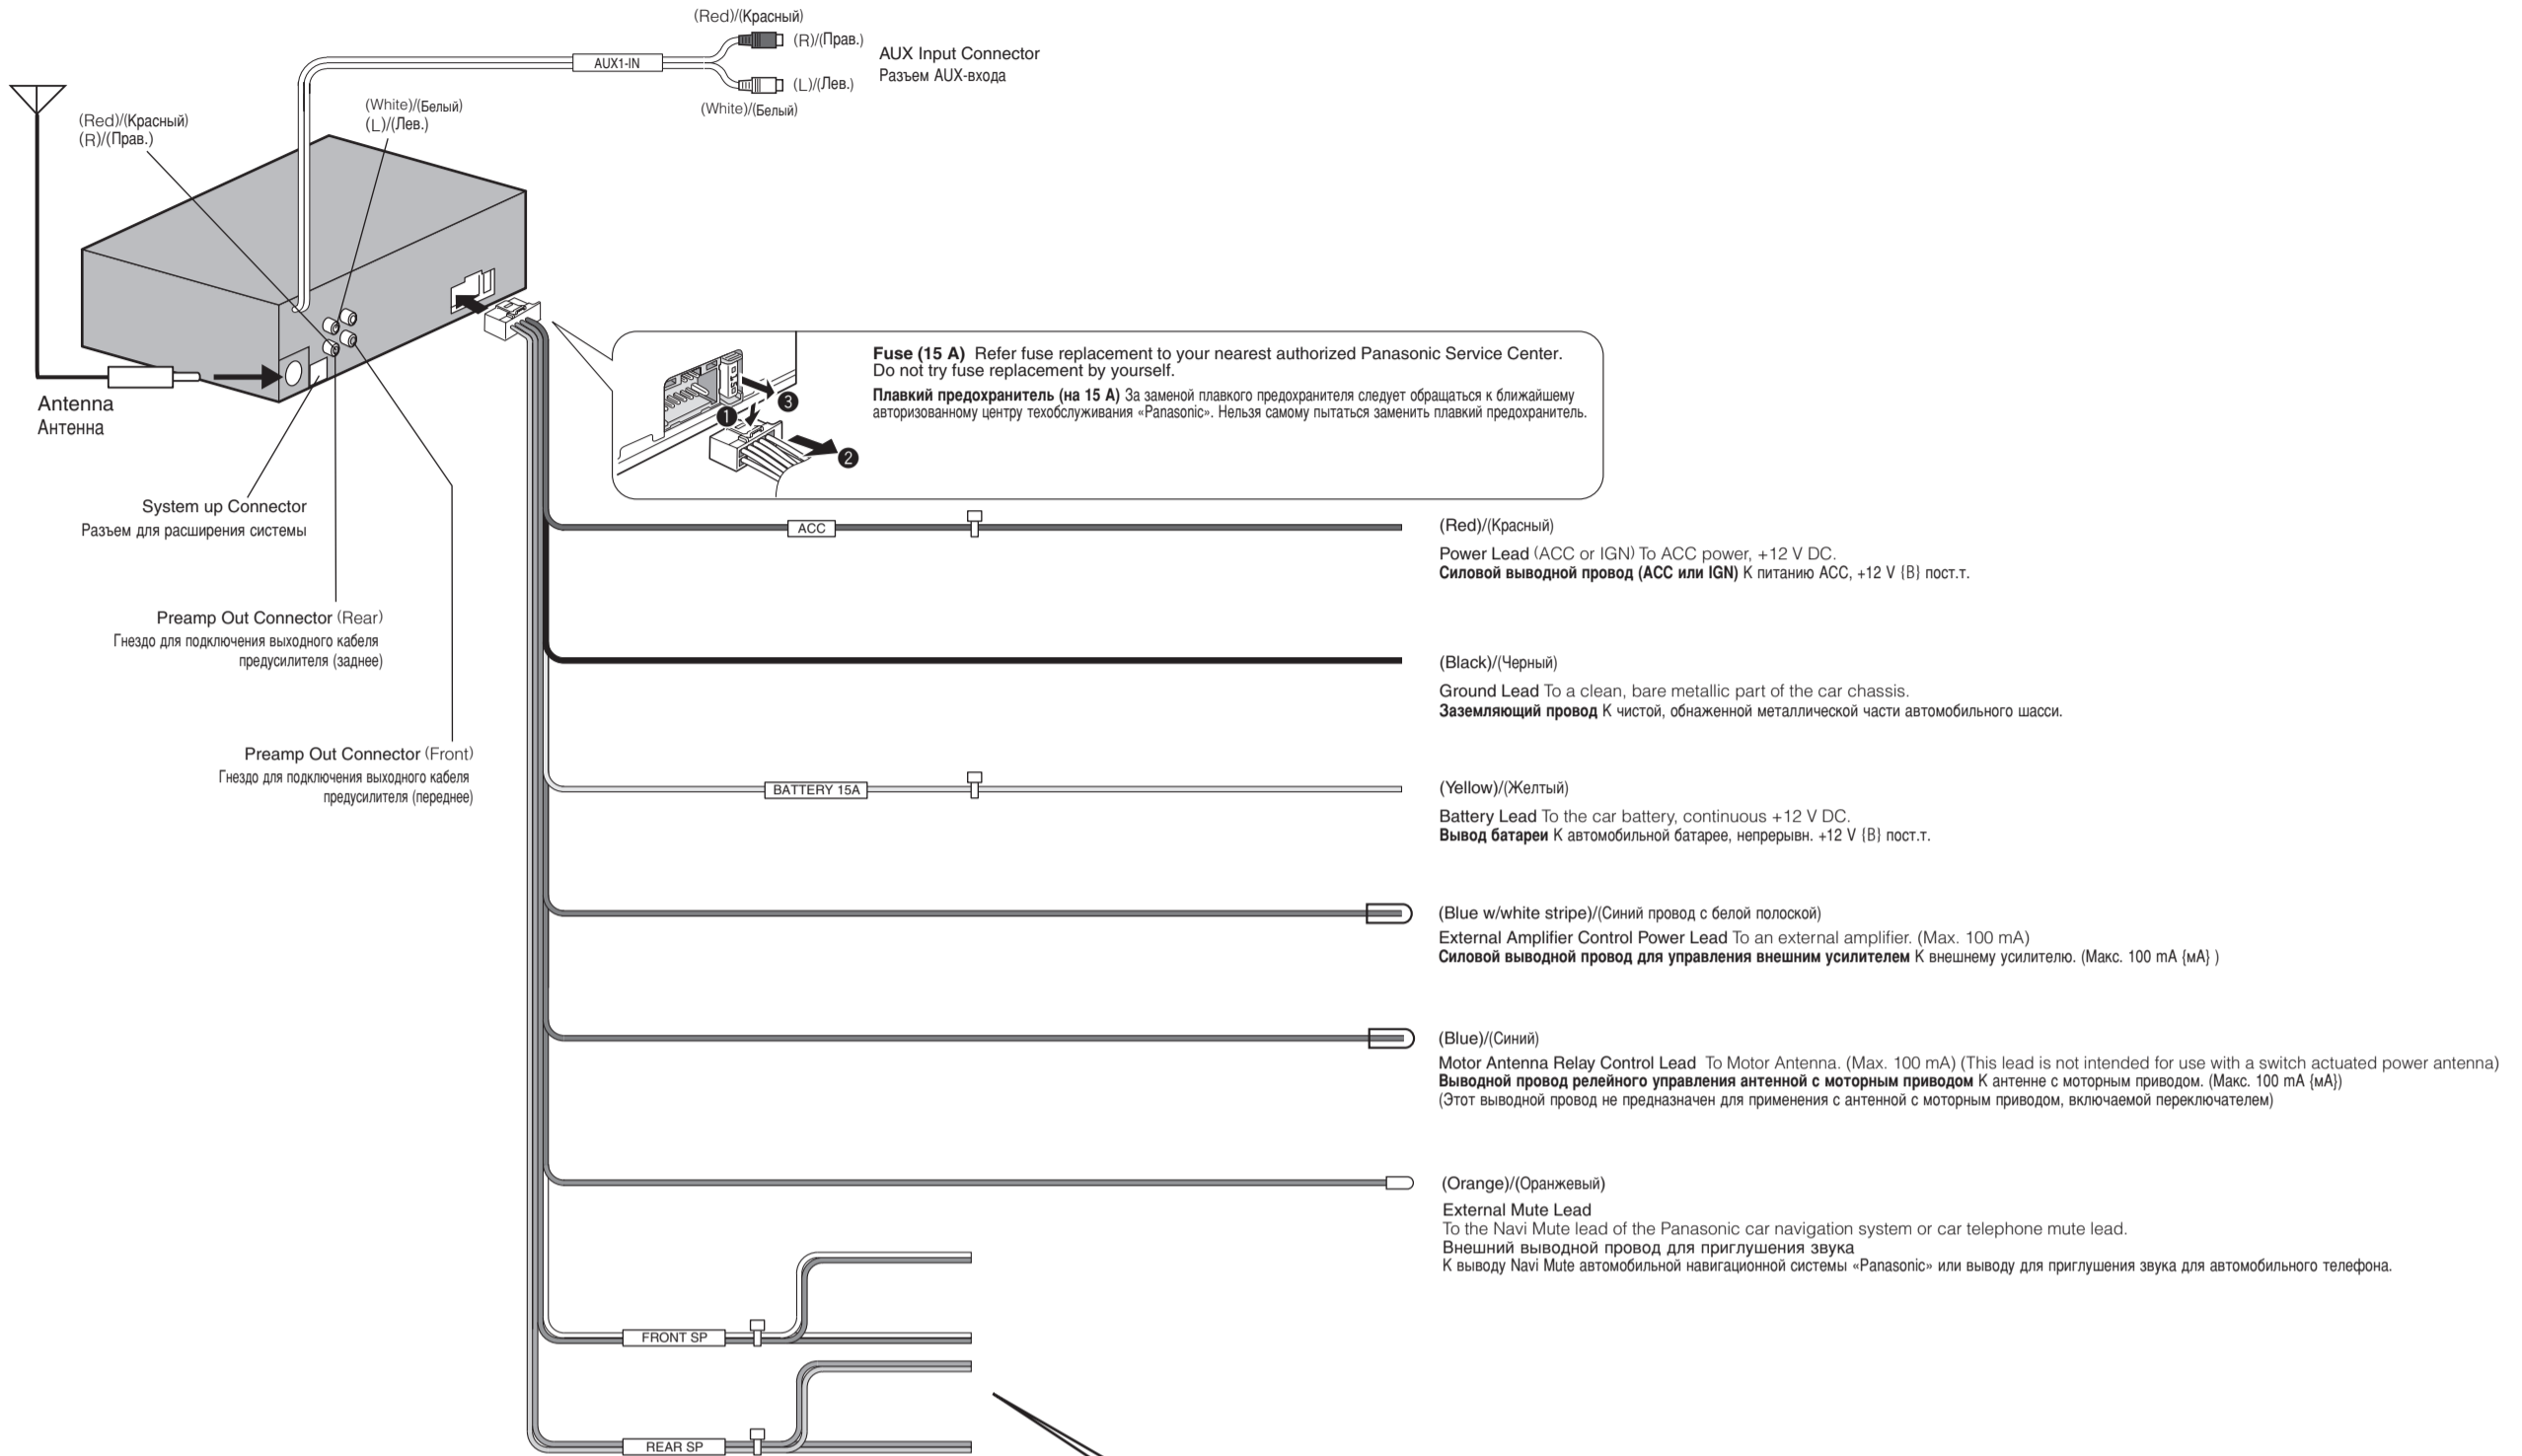 (Red)/(Красный)
(R)/(Прав.)
AUX Input Connector
Разъем AUX-входа
AUX1-IN
(L)/(Лев.)
(White)/(Белый)
(White)/(Белый)
(L)/(Лев.)
(Red)/(Красный)
(R)/(Прав.)
Antenna
Антенна
Fuse (15 A) Refer fuse replacement to your nearest authorized Panasonic Service Center.
Do not try fuse replacement by yourself.
Плавкий предохранитель (на 15 А) За заменой плавкого предохранителя следует обращаться к ближайшему
авторизованному центру техобслуживания «Panasonic». Нельзя самому пытаться заменить плавкий предохранитель.
15
1
3
2
System up Connector
Разъем для расширения системы
Preamp Out Connector (Rear)
Гнездо для подключения выходного кабеля
предусилителя (заднее)
Preamp Out Connector (Front)
Гнездо для подключения выходного кабеля
предусилителя (переднее)
ACC
(Red)/(Красный)
Power Lead (ACC or IGN) To ACC power, +12 V DC.
Силовой выводной провод (ACC или IGN) К питанию ACC, +12 V {В} пост.т.
(Black)/(Черный)
Ground Lead To a clean, bare metallic part of the car chassis.
Заземляющий провод К чистой, обнаженной металлической части автомобильного шасси.
BATTERY 15A
(Yellow)/(Желтый)
Battery Lead To the car battery, continuous +12 V DC.
Вывод батареи К автомобильной батарее, непрерывн. +12 V {В} пост.т.
(Blue w/white stripe)/(Синий провод с белой полоской)
External Amplifier Control Power Lead To an external amplifier. (Max. 100 mA)
Силовой выводной провод для управления внешним усилителем К внешнему усилителю. (Макс. 100 mA {мА} )
(Blue)/(Синий)
Motor Antenna Relay Control Lead To Motor Antenna. (Max. 100 mA) (This lead is not intended for use with a switch actuated power antenna)
Выводной провод релейного управления антенной с моторным приводом К антенне с моторным приводом. (Макс. 100 mA {мА})
(Этот выводной провод не предназначен для применения с антенной с моторным приводом, включаемой переключателем)
(Orange)/(Оранжевый)
External Mute Lead
To the Navi Mute lead of the Panasonic car navigation system or car telephone mute lead.
Внешний выводной провод для приглушения звука
К выводу Navi Mute автомобильной навигационной системы «Panasonic» или выводу для приглушения звука для автомобильного телефона.
FRONT SP
REAR SP